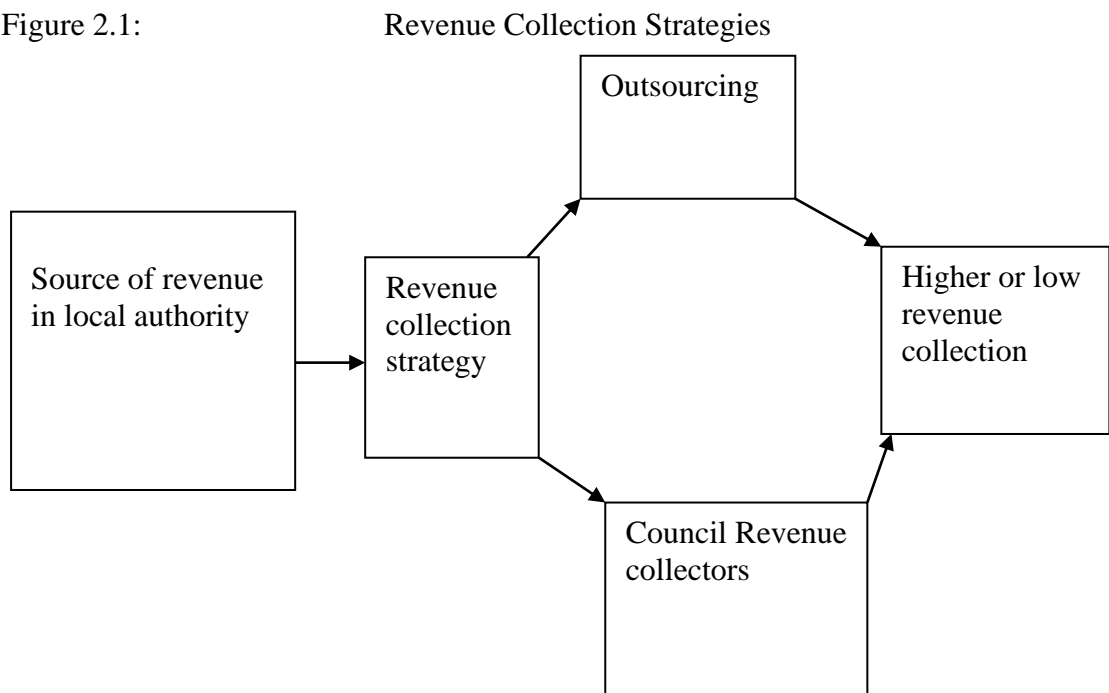 Figure 2.1: Revenue Collection Strategies
Outsourcing
Source of revenue
in local authority
Revenue
collection
strategy
Higher or low
revenue
collection
Council Revenue
collectors